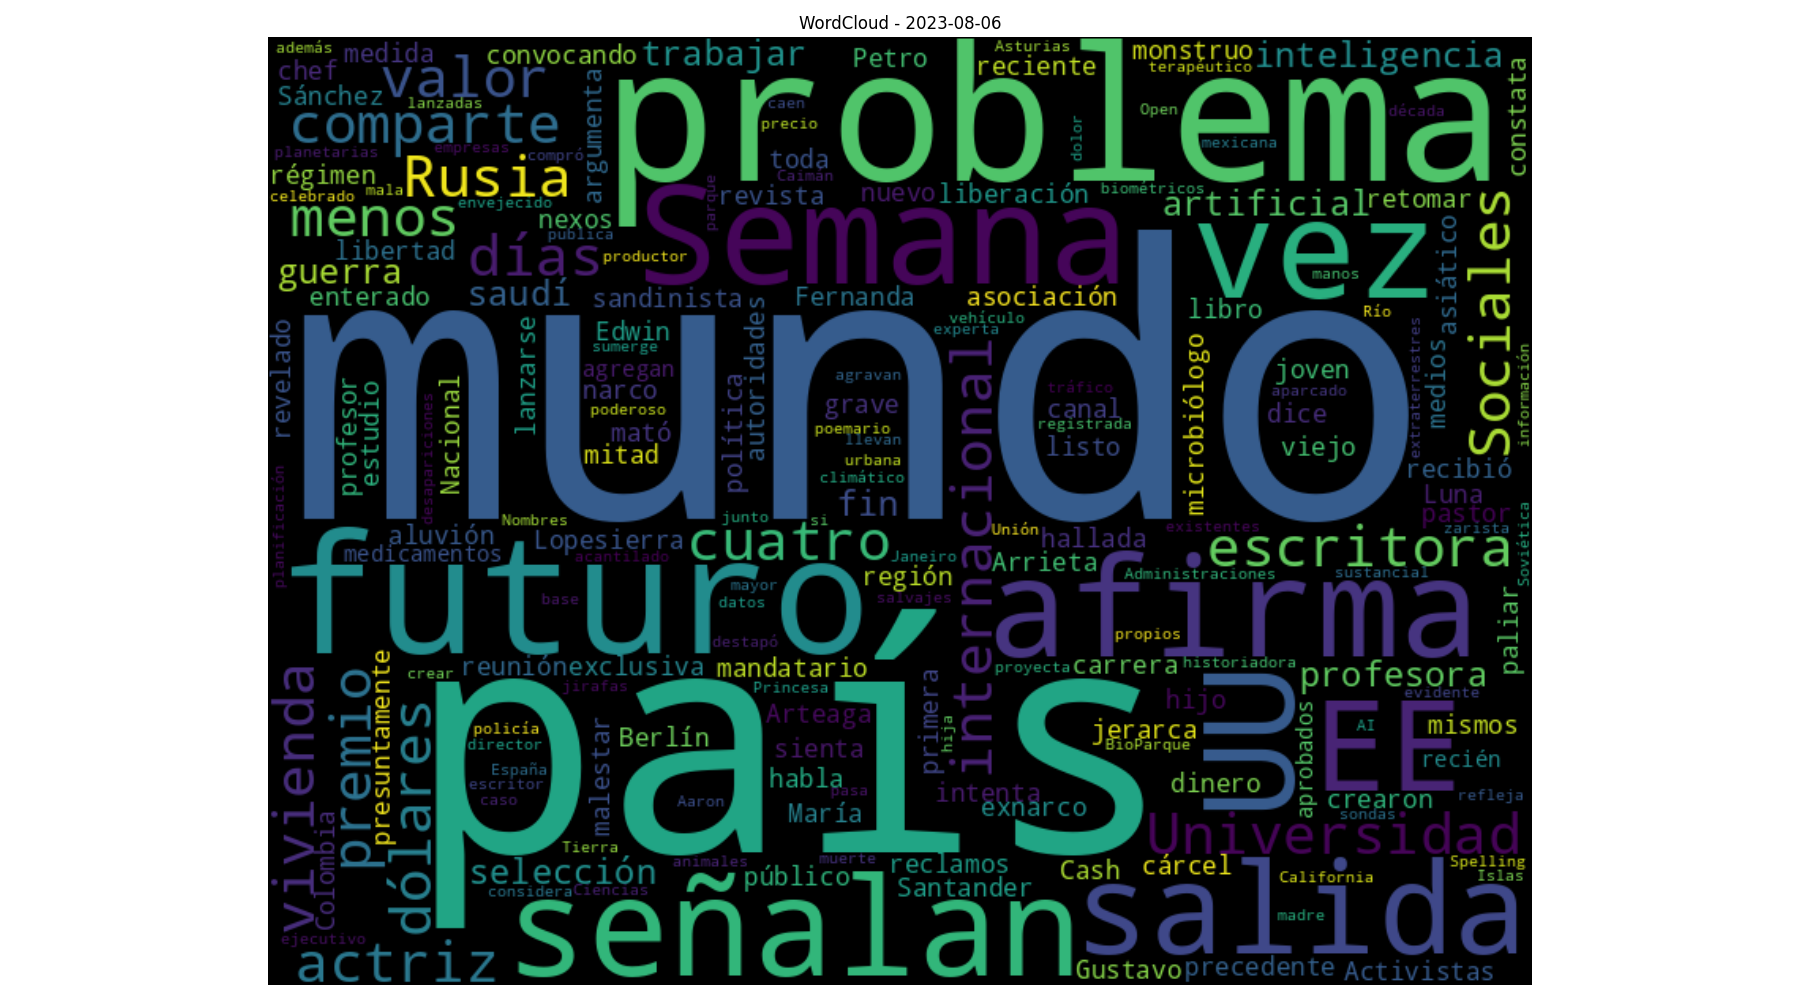 WordCloud - 2023-08-06
además
medida
convocando
trabajar
Petro
Asturias
reciente
monstruo
terapéutico
inteligencia
chef
valor
Sánchez
lanzadas
comparte
argumenta
problema
caen
precio
dolor
Open
mexicana
década
constata
planetarias
empresas
compró
Rusia
régimen
mala
celebrado
envejecido
toda
Caimán
parque
revista
nuevo
liberación
biométricos
artificial
retomar
menos
nexos
Semana
vez
Sociales
libertad
días
pública
productor
asiático
manos
guerra
enterado
saudí
sandinista
Fernanda
asociación
libro
Río
mundo
revelado
lanzarse
Edwin
sumerge
autoridades
vehículo
experta
agregan
narco
poderoso
mató
mitad
política
agravan
grave
poemario
llevan
urbana
climático
fin
internacional
tráfico
canal
registrada
listo
microbiólogo
joven
aparcado
dice
viejo
extraterrestres
medios
información
profesor
estudio
desapariciones
Nacional
recibió
Luna
pastor
zarista
Soviética
planificación
Nombres
junto
si
aluvión
medicamentos
Lopesierra
acantilado
cuatro
Janeiro
región
Unión
hallada
existentes
Arrieta
escritora
Administraciones
sustancial
futuro
base
mayor
datos
salvajes
destapó
afirma
propios
paliar
crear
reunión
exclusiva
mandatario
proyecta
carrera
historiadora
profesora
vivienda
premio
presuntamente
dólares
jirafas
Princesa
país
policía
director
España
escritor
caso
malestar
Berlín
Aaron
Arteaga
sienta
habla
pasa
María
primera
hija
intenta
exnarco
hijo
jerarca
BioParque
dinero
UU
aprobados
EE
AI
evidente
mismos
recién
refleja
crearon
sondas
Colombia
Tierra
Universidad
selección
considera
Ciencias
animales
muerte
público
reclamos
Santander
Cash
cárcel
California
Spelling
Islas
madre
salida
ejecutivo
actriz
señalan
Gustavo
precedente
Activistas